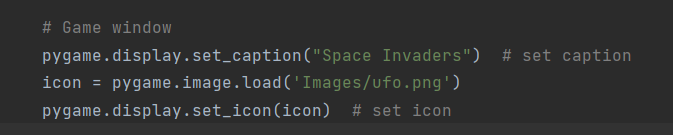 # Game window
pygame.display.set_caption("Space Invaders")  # set caption
icon = pygame.image.load('Images/ufo.png')
pygame.display.set_icon(icon)  # set icon